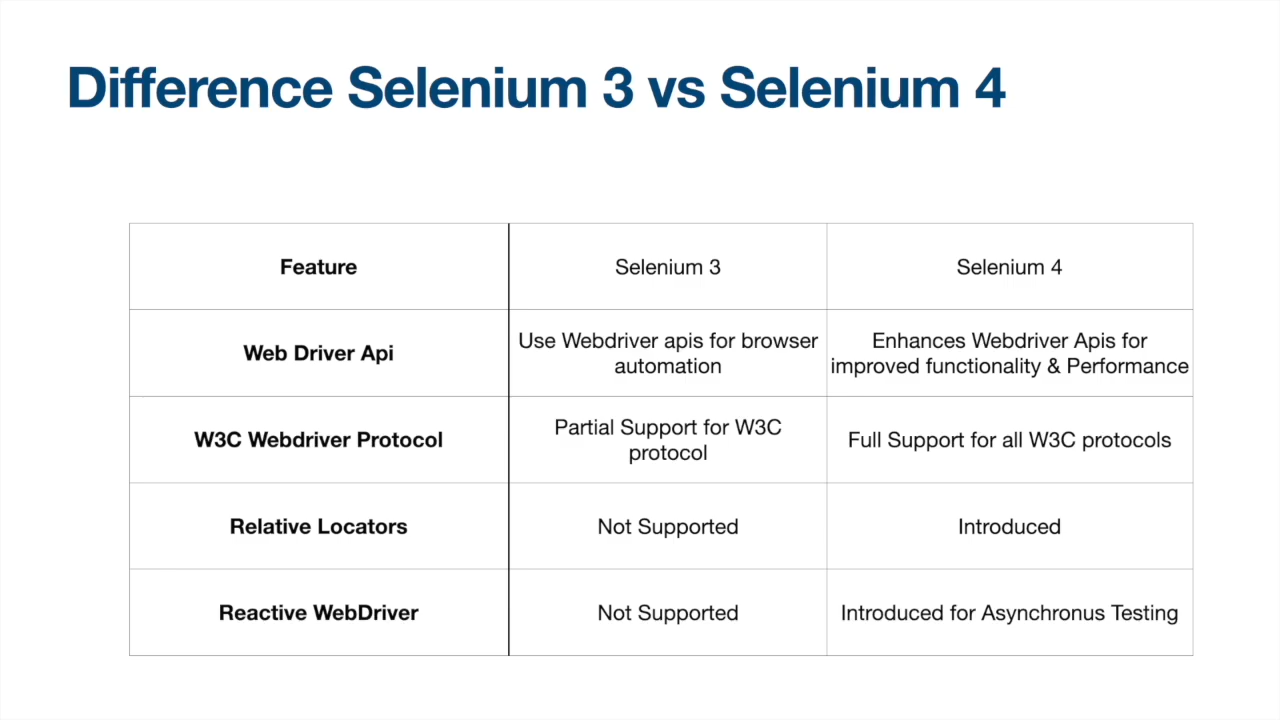 Difference Selenium 3 vs Selenium 4
Feature
Selenium 3
Selenium 4
Web Driver Api
Use Webdriver apis for browser
automation
Enhances Webdriver Apis for
improved functionality & Performance
W3C Webdriver Protocol
Partial Support for W3C
protocol
Full Support for all W3C protocols
Relative Locators
Not Supported
Introduced
Reactive WebDriver
Not Supported
Introduced for Asynchronus Testing